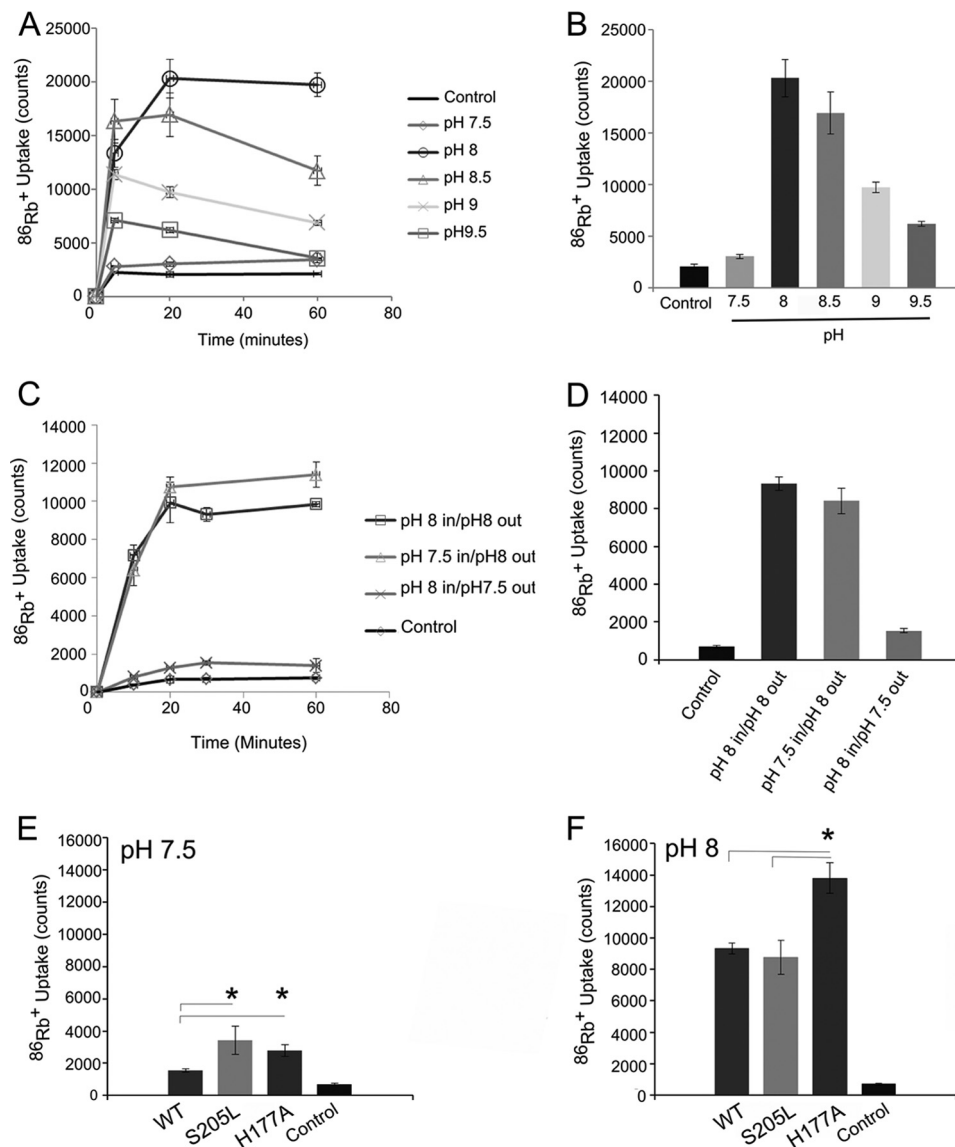 A
25000
20000
15000
10000
5000
0
86Rb+ Uptake (counts)
0 20 40 60 80
Time (minutes)
Control
pH 7.5
pH 8
pH 8.5
pH 9
pH9.5
B
25000
20000
15000
10000
5000
0
86Rb+ Uptake (counts)
Control 7.5 8 8.5 9 9.5
pH
C
14000
12000
10000
8000
6000
4000
2000
0
86Rb+ Uptake (counts)
0 20 40 60 80
Time (Minutes)
pH 8 in/pH8 out
pH 7.5 in/pH8 out
pH 8 in/pH7.5 out
Control
D
14000
12000
10000
8000
6000
4000
2000
0
86Rb+ Uptake (counts)
Control
pH 8 in/pH 8 out
pH 7.5 in/pH 8 out
pH 8 in/pH 7.5 out
E
pH 7.5
16000
14000
12000
10000
8000
6000
4000
2000
0
86Rb+ Uptake (counts)
* *
WT
S205L
H177A
Control
F
pH 8
16000
14000
12000
10000
8000
6000
4000
2000
0
86Rb+ Uptake (counts)
*
WT
S205L
H177A
Control